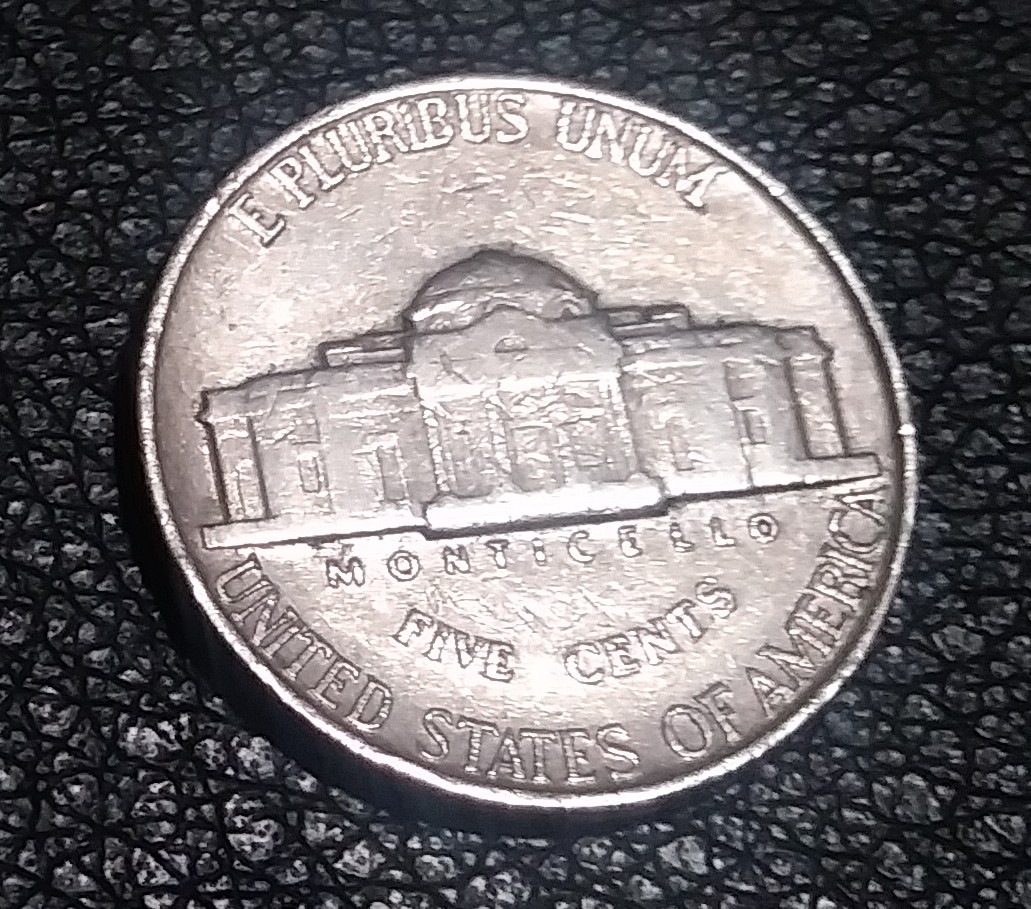 E PLURIBUS UNUM
MONTICELLO
FIVE CENTS
UNITED STATES OF AMERICA